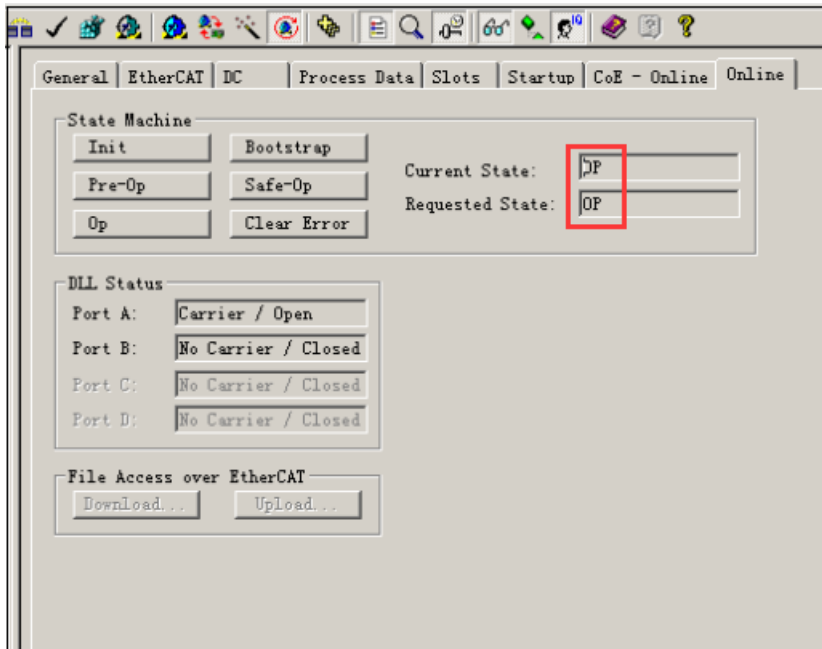 General EtherCAT DC Process Data Slots Startup CoE - Online Online
State Machine
Init Bootstrap
Current State: OP
Pre-Op Safe-Op
Requested State: OP
Op Clear Error
DLL Status
Port A: Carrier / Open
Port B: No Carrier / Closed
Port C: No Carrier / Closed
Port D: No Carrier / Closed
File Access over EtherCAT
Download... Upload...